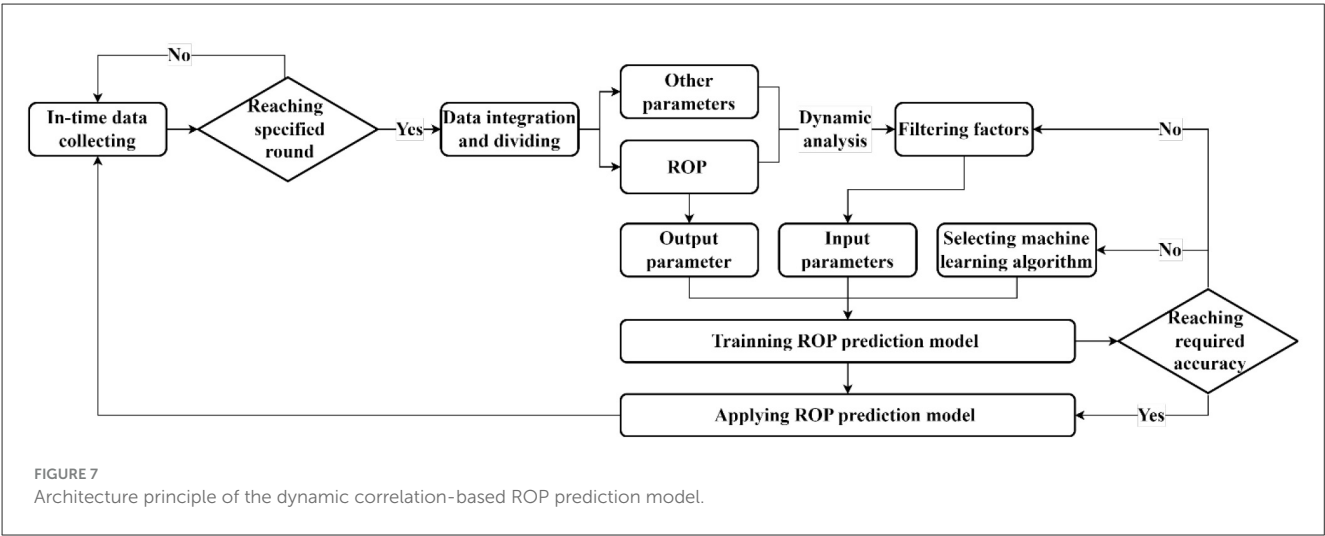 No
In-time data
collecting
Reaching
specified
round
Yes
Data integration
and dividing
Other
parameters
ROP
Dynamic
analysis
Filtering factors
No
Output
parameter
Input
parameters
Selecting machine
learning algorithm
No
Trainning ROP prediction model
Reaching
required
accuracy
Applying ROP prediction model
Yes
FIGURE 7
Architecture principle of the dynamic correlation-based ROP prediction model.